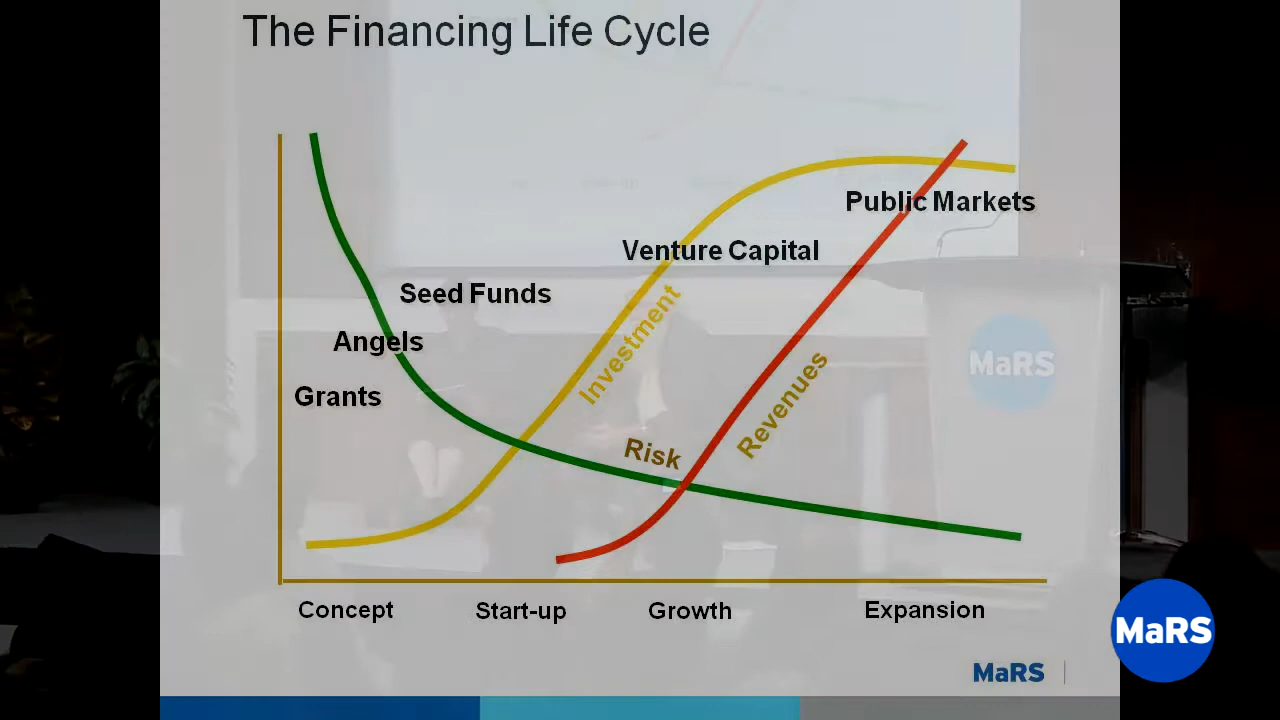 The Financing Life Cycle
Public Markets
Venture Capital
Seed Funds
Angels
Grants
Investment
Revenues
Risk
Concept
Start-up
Growth
Expansion
MaRS
MaRS
MaRS